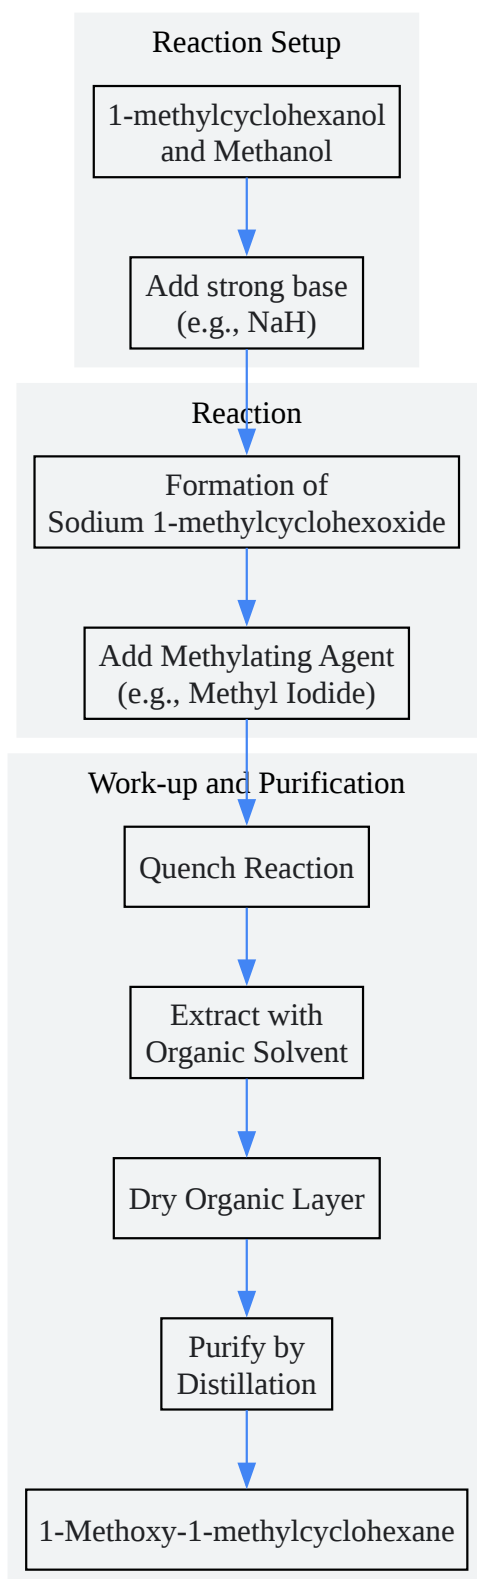 Reaction Setup
1-methylcyclohexanol
and Methanol
Add strong base
(e.g., NaH)
Reaction
Formation of
Sodium 1-methylcyclohexoxide
Add Methylating Agent
(e.g., Methyl Iodide)
Work-up and Purification
Quench Reaction
Extract with
Organic Solvent
Dry Organic Layer
Purify by
Distillation
1-Methoxy-1-methylcyclohexane